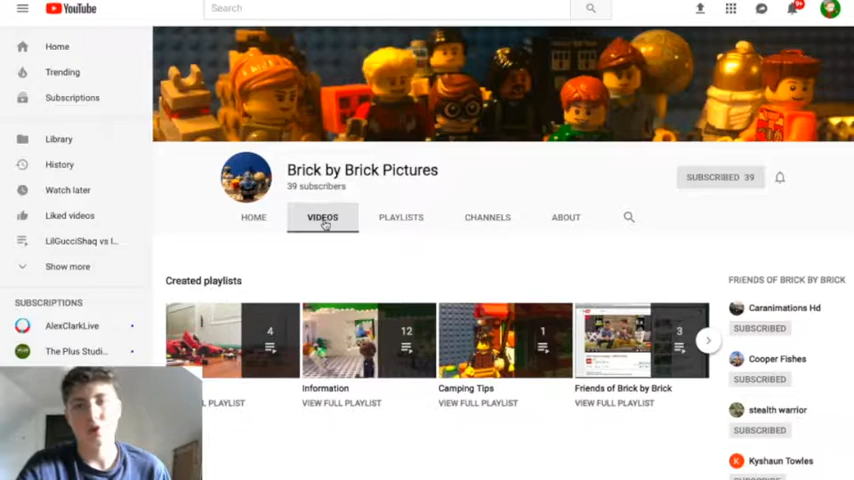 YouTube
Search
9+
Home
Trending
Subscriptions
Library
History
Watch later
Liked videos
LilGucciShaq vs l...
Show more
SUBSCRIPTIONS
AlexClarkLive
The Plus Studi...
Brick by Brick Pictures
39 subscribers
SUBSCRIBED 39
HOME
VIDEOS
PLAYLISTS
CHANNELS
ABOUT
Created playlists
4
12
1
3
Information
Camping Tips
Friends of Brick by Brick
LL PLAYLIST
VIEW FULL PLAYLIST
VIEW FULL PLAYLIST
VIEW FULL PLAYLIST
FRIENDS OF BRICK BY BRICK
Caranimations Hd
SUBSCRIBED
Cooper Fishes
SUBSCRIBED
stealth warrior
SUBSCRIBED
K
Kyshaun Towles